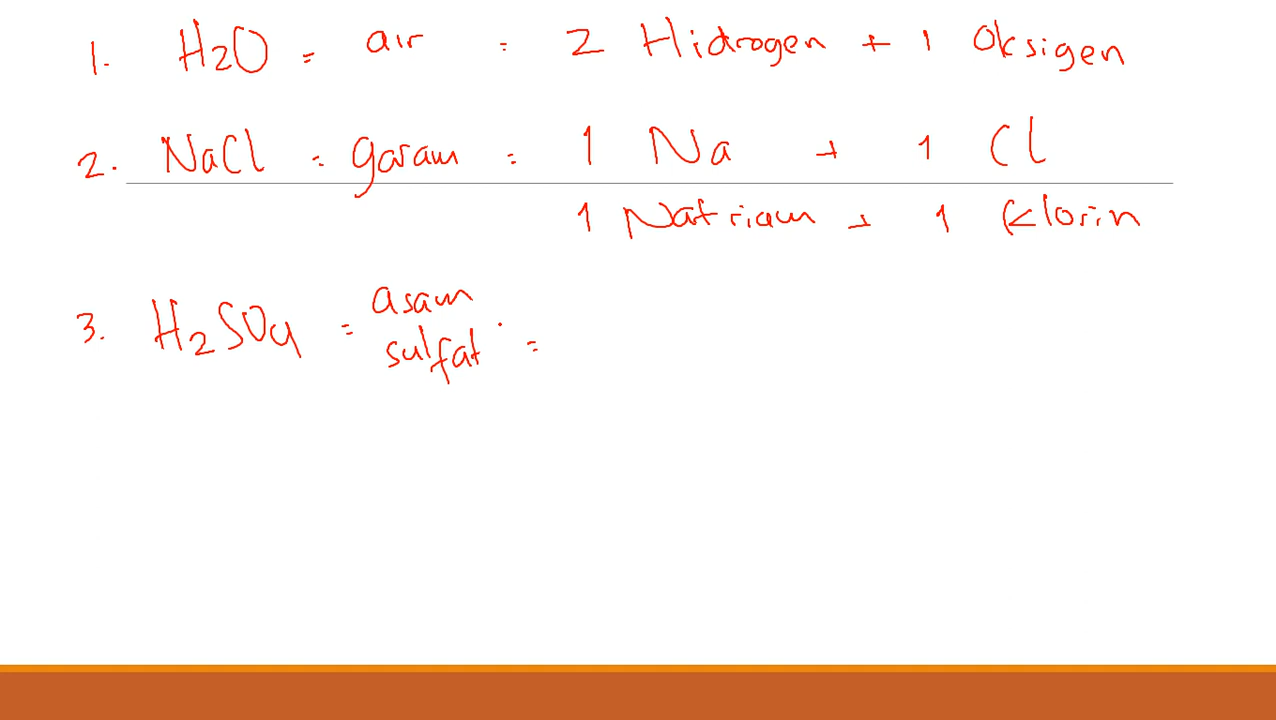 1. H2O = air = 2 Hidrogen + 1 Oksigen
2. NaCl = garam = 1 Na + 1 Cl
1 Natrium + 1 Klorin
3. H2SO4 = asam
sulfat =